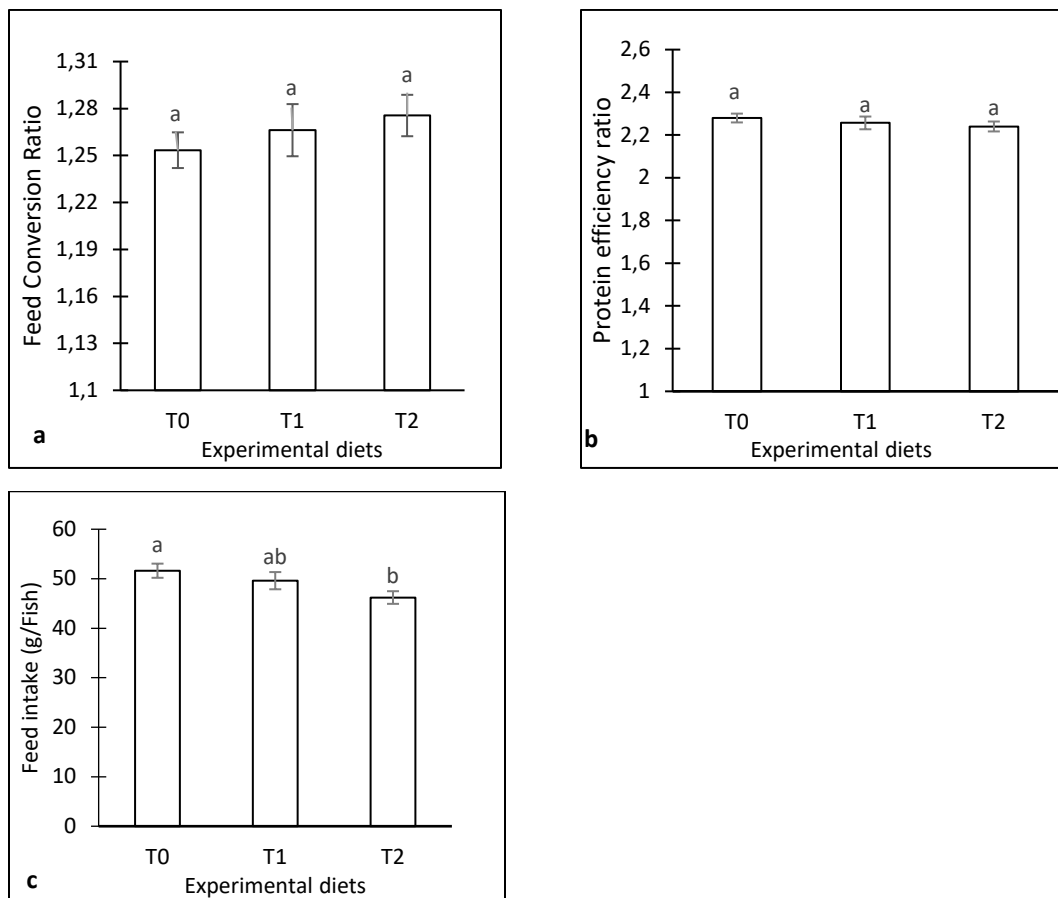 1,31
1,28
1,25
1,22
1,19
1,16
1,13
1,1
Feed Conversion Ratio
a
a
a
T0 T1 T2
Experimental diets
a
2,6
2,4
2,2
2
1,8
1,6
1,4
1,2
1
Protein efficiency ratio
a
a
a
T0 T1 T2
Experimental diets
b
60
50
40
30
20
10
0
Feed intake (g/Fish)
a
ab
b
T0 T1 T2
Experimental diets
c